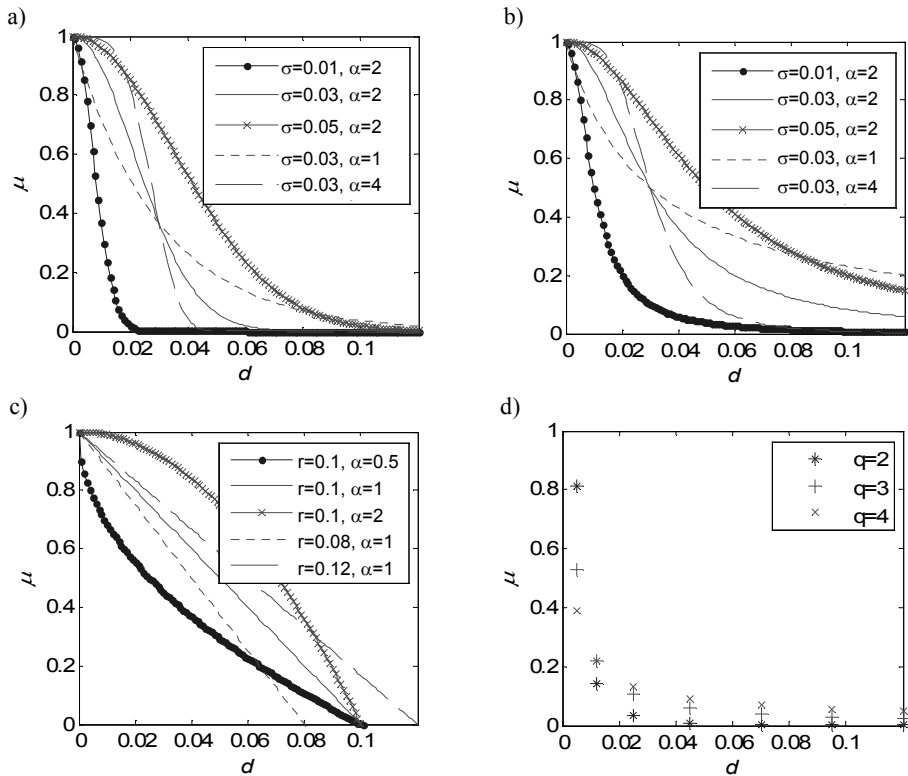 a)
1
0.8
0.6
0.4
0.2
0
μ
0
0.02
0.04
0.06
0.08
0.1
d
σ=0.01, α=2
σ=0.03, α=2
σ=0.05, α=2
σ=0.03, α=1
σ=0.03, α=4
b)
1
0.8
0.6
0.4
0.2
0
μ
0
0.02
0.04
0.06
0.08
0.1
d
σ=0.01, α=2
σ=0.03, α=2
σ=0.05, α=2
σ=0.03, α=1
σ=0.03, α=4
c)
1
0.8
0.6
0.4
0.2
0
μ
0
0.02
0.04
0.06
0.08
0.1
d
r=0.1, α=0.5
r=0.1, α=1
r=0.1, α=2
r=0.08, α=1
r=0.12, α=1
d)
1
0.8
0.6
0.4
0.2
0
μ
0
0.02
0.04
0.06
0.08
0.1
d
q=2
q=3
q=4